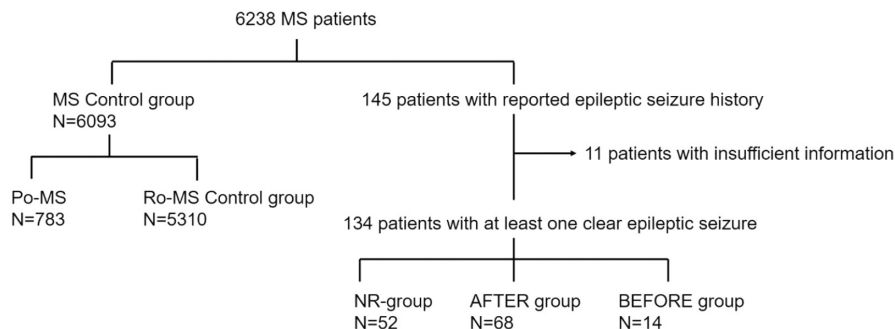 6238 MS patients
MS Control group
N=6093
145 patients with reported epileptic seizure history
11 patients with insufficient information
Po-MS
N=783
Ro-MS Control group
N=5310
134 patients with at least one clear epileptic seizure
NR-group
N=52
AFTER group
N=68
BEFORE group
N=14